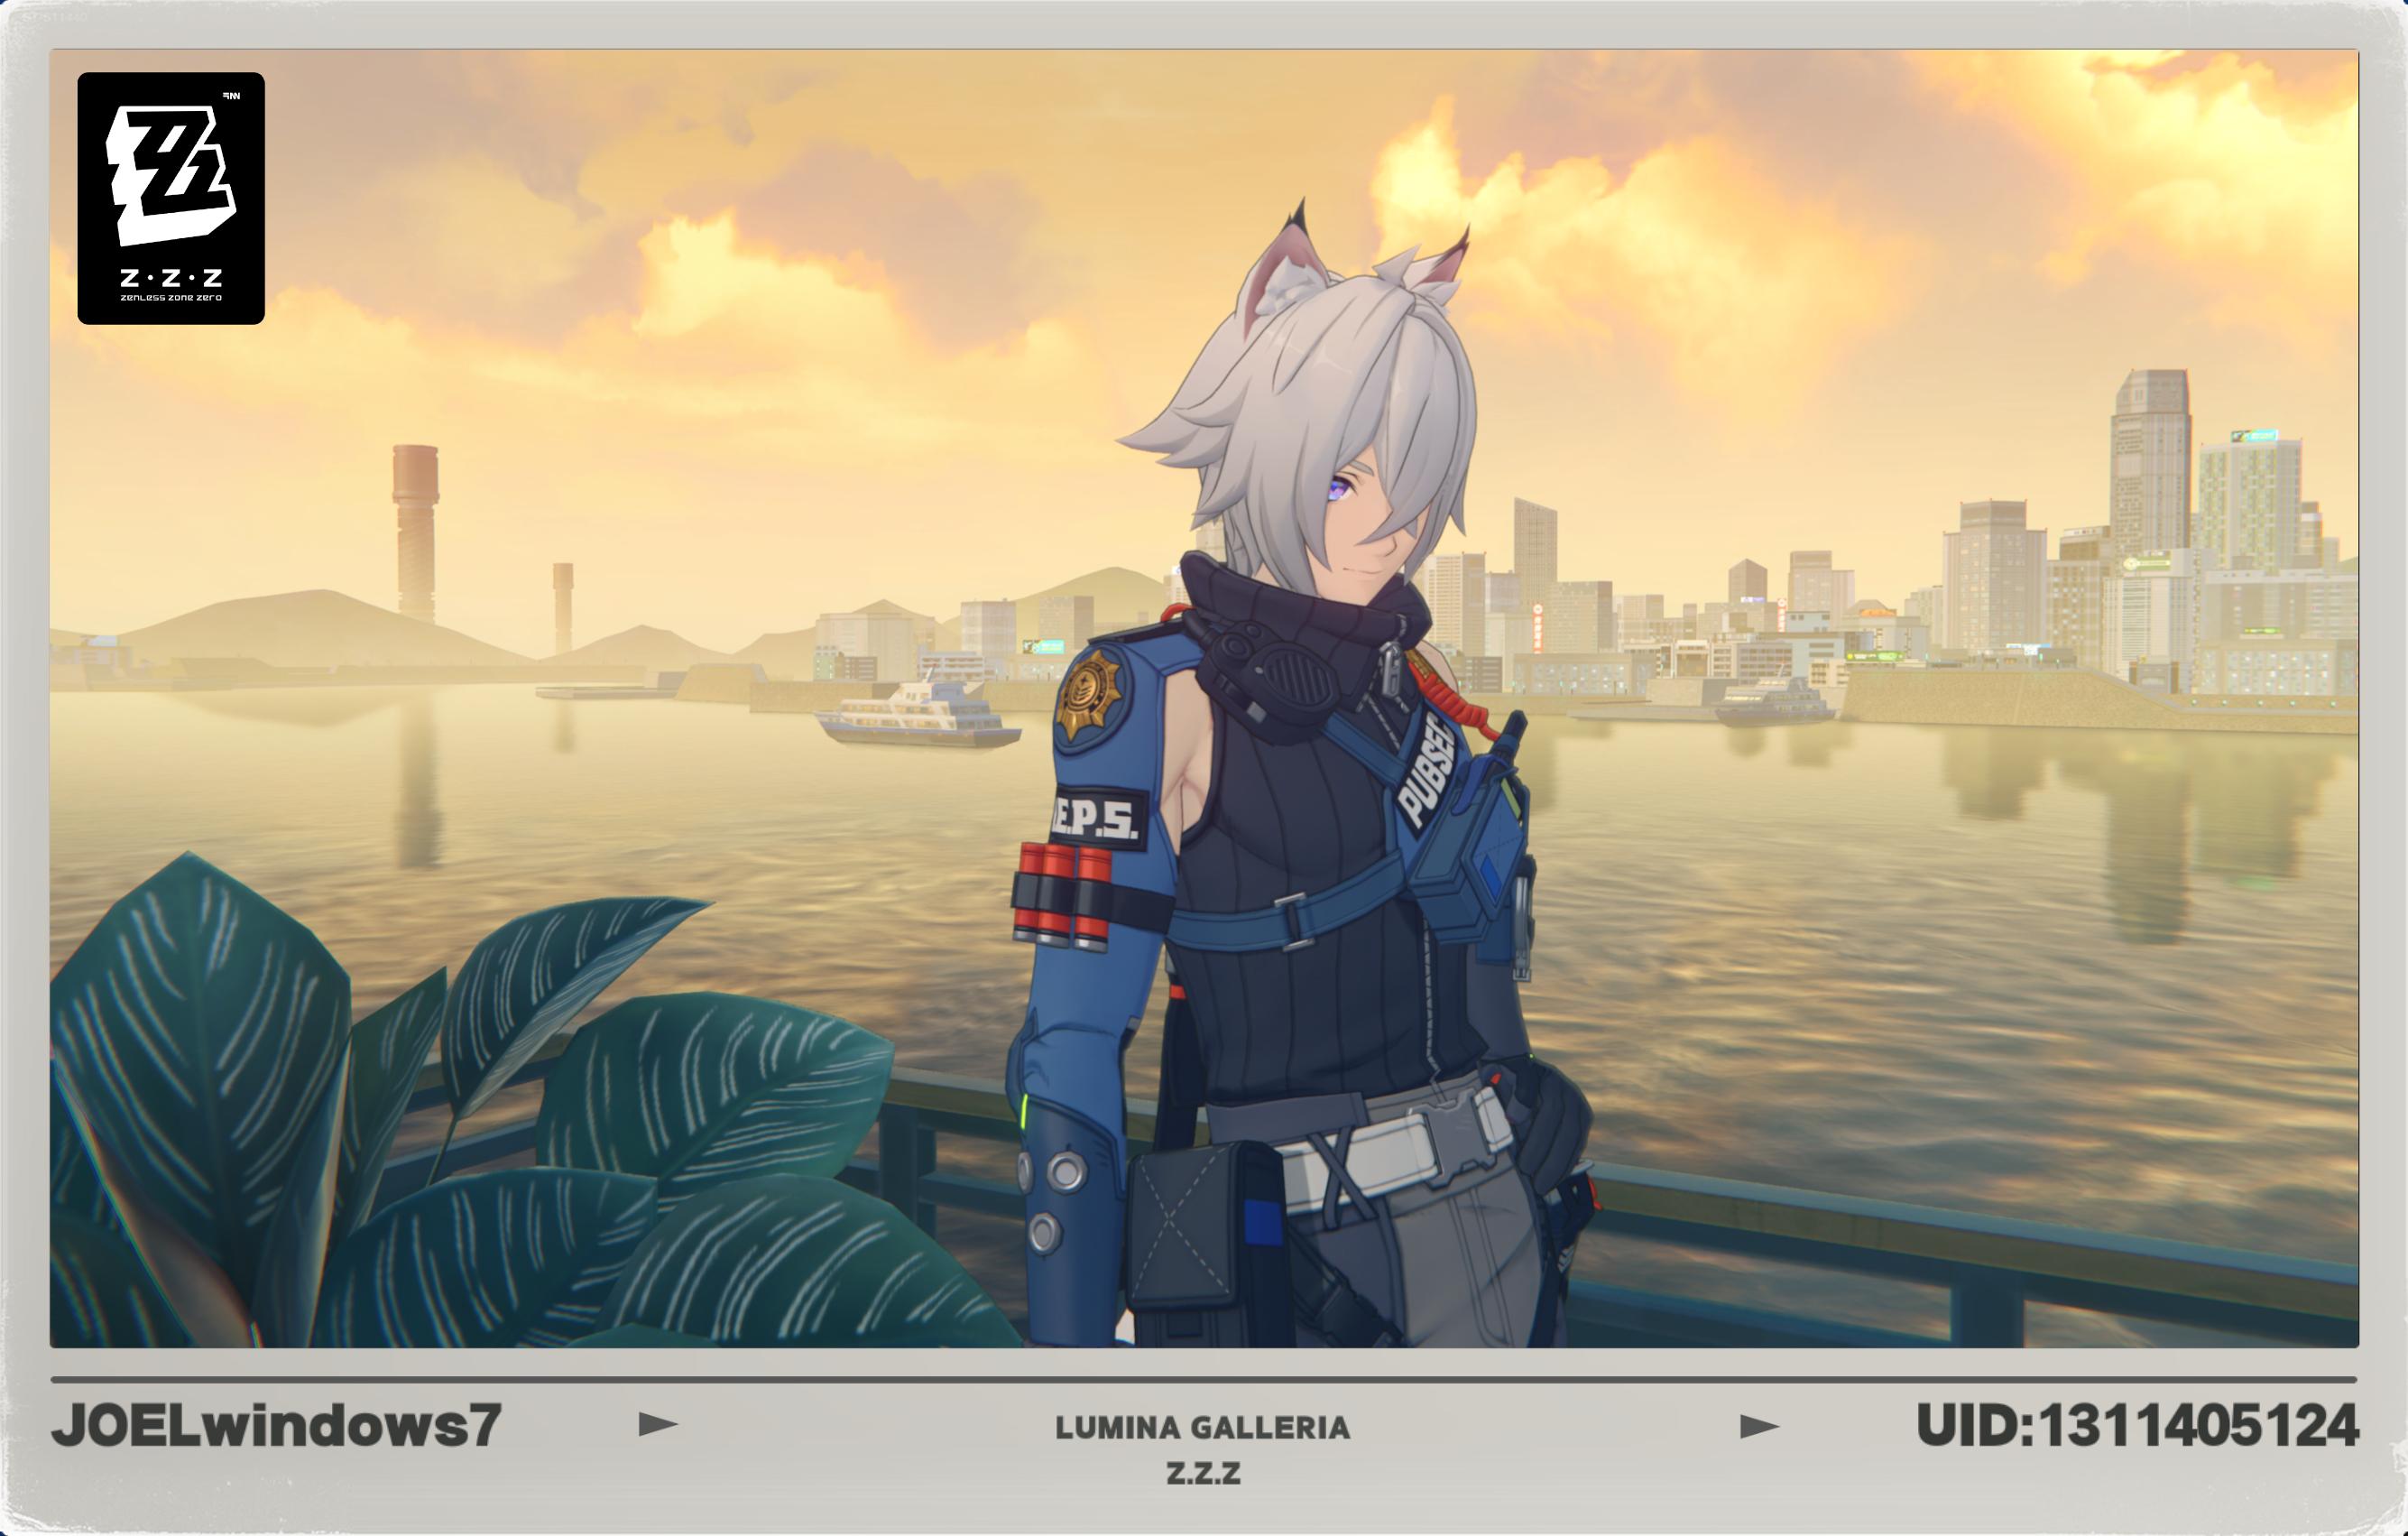 Z·Z·Z
ZENLESS ZONE ZERO
PUBSEC
E.P.S.
JOELwindows7
LUMINA GALLERIA
UID:1311405124
Z.Z.Z